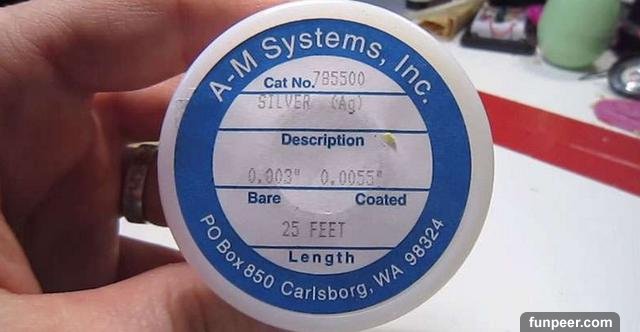 A-M Systems, Inc.
Cat No. 785500
SILVER (Ag)
Description
0.003" 0.0055"
Bare Coated
25 FEET
Length
PO Box 850 Carlsborg, WA 98324
funpeer.com